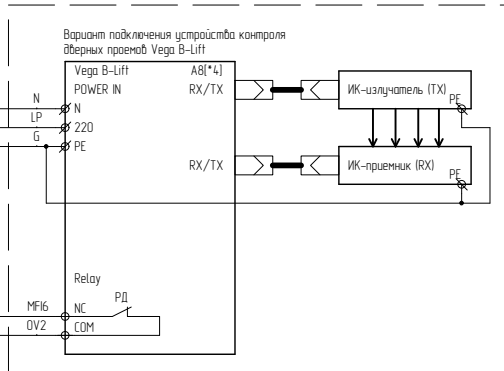 Вариант подключения устройства контроля
дверных проемов Vega B-Lift
Vega B-Lift A8[*4]
POWER IN RX/TX
N N
LP 220
G PE
ИК-излучатель (TX)
PE
RX/TX
ИК-приемник (RX)
PE
Relay
РД
MF16 NC
0V2 COM